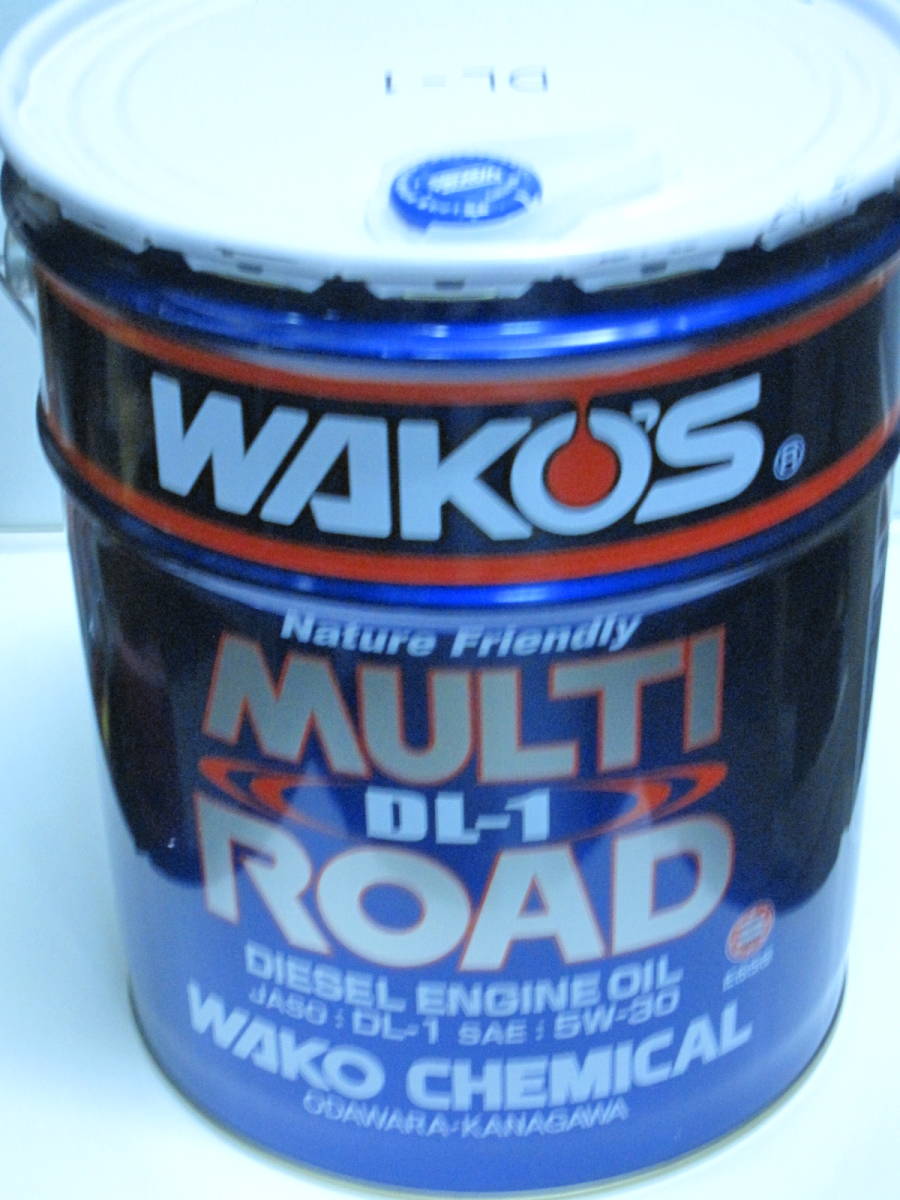 DL-1
WAKO'S ®
Nature Friendly
MULTI
DL-1
ROAD
DIESEL ENGINE OIL
JASO : DL-1 SAE : 5W-30
WAKO CHEMICAL
ODAWARA-KANAGAWA